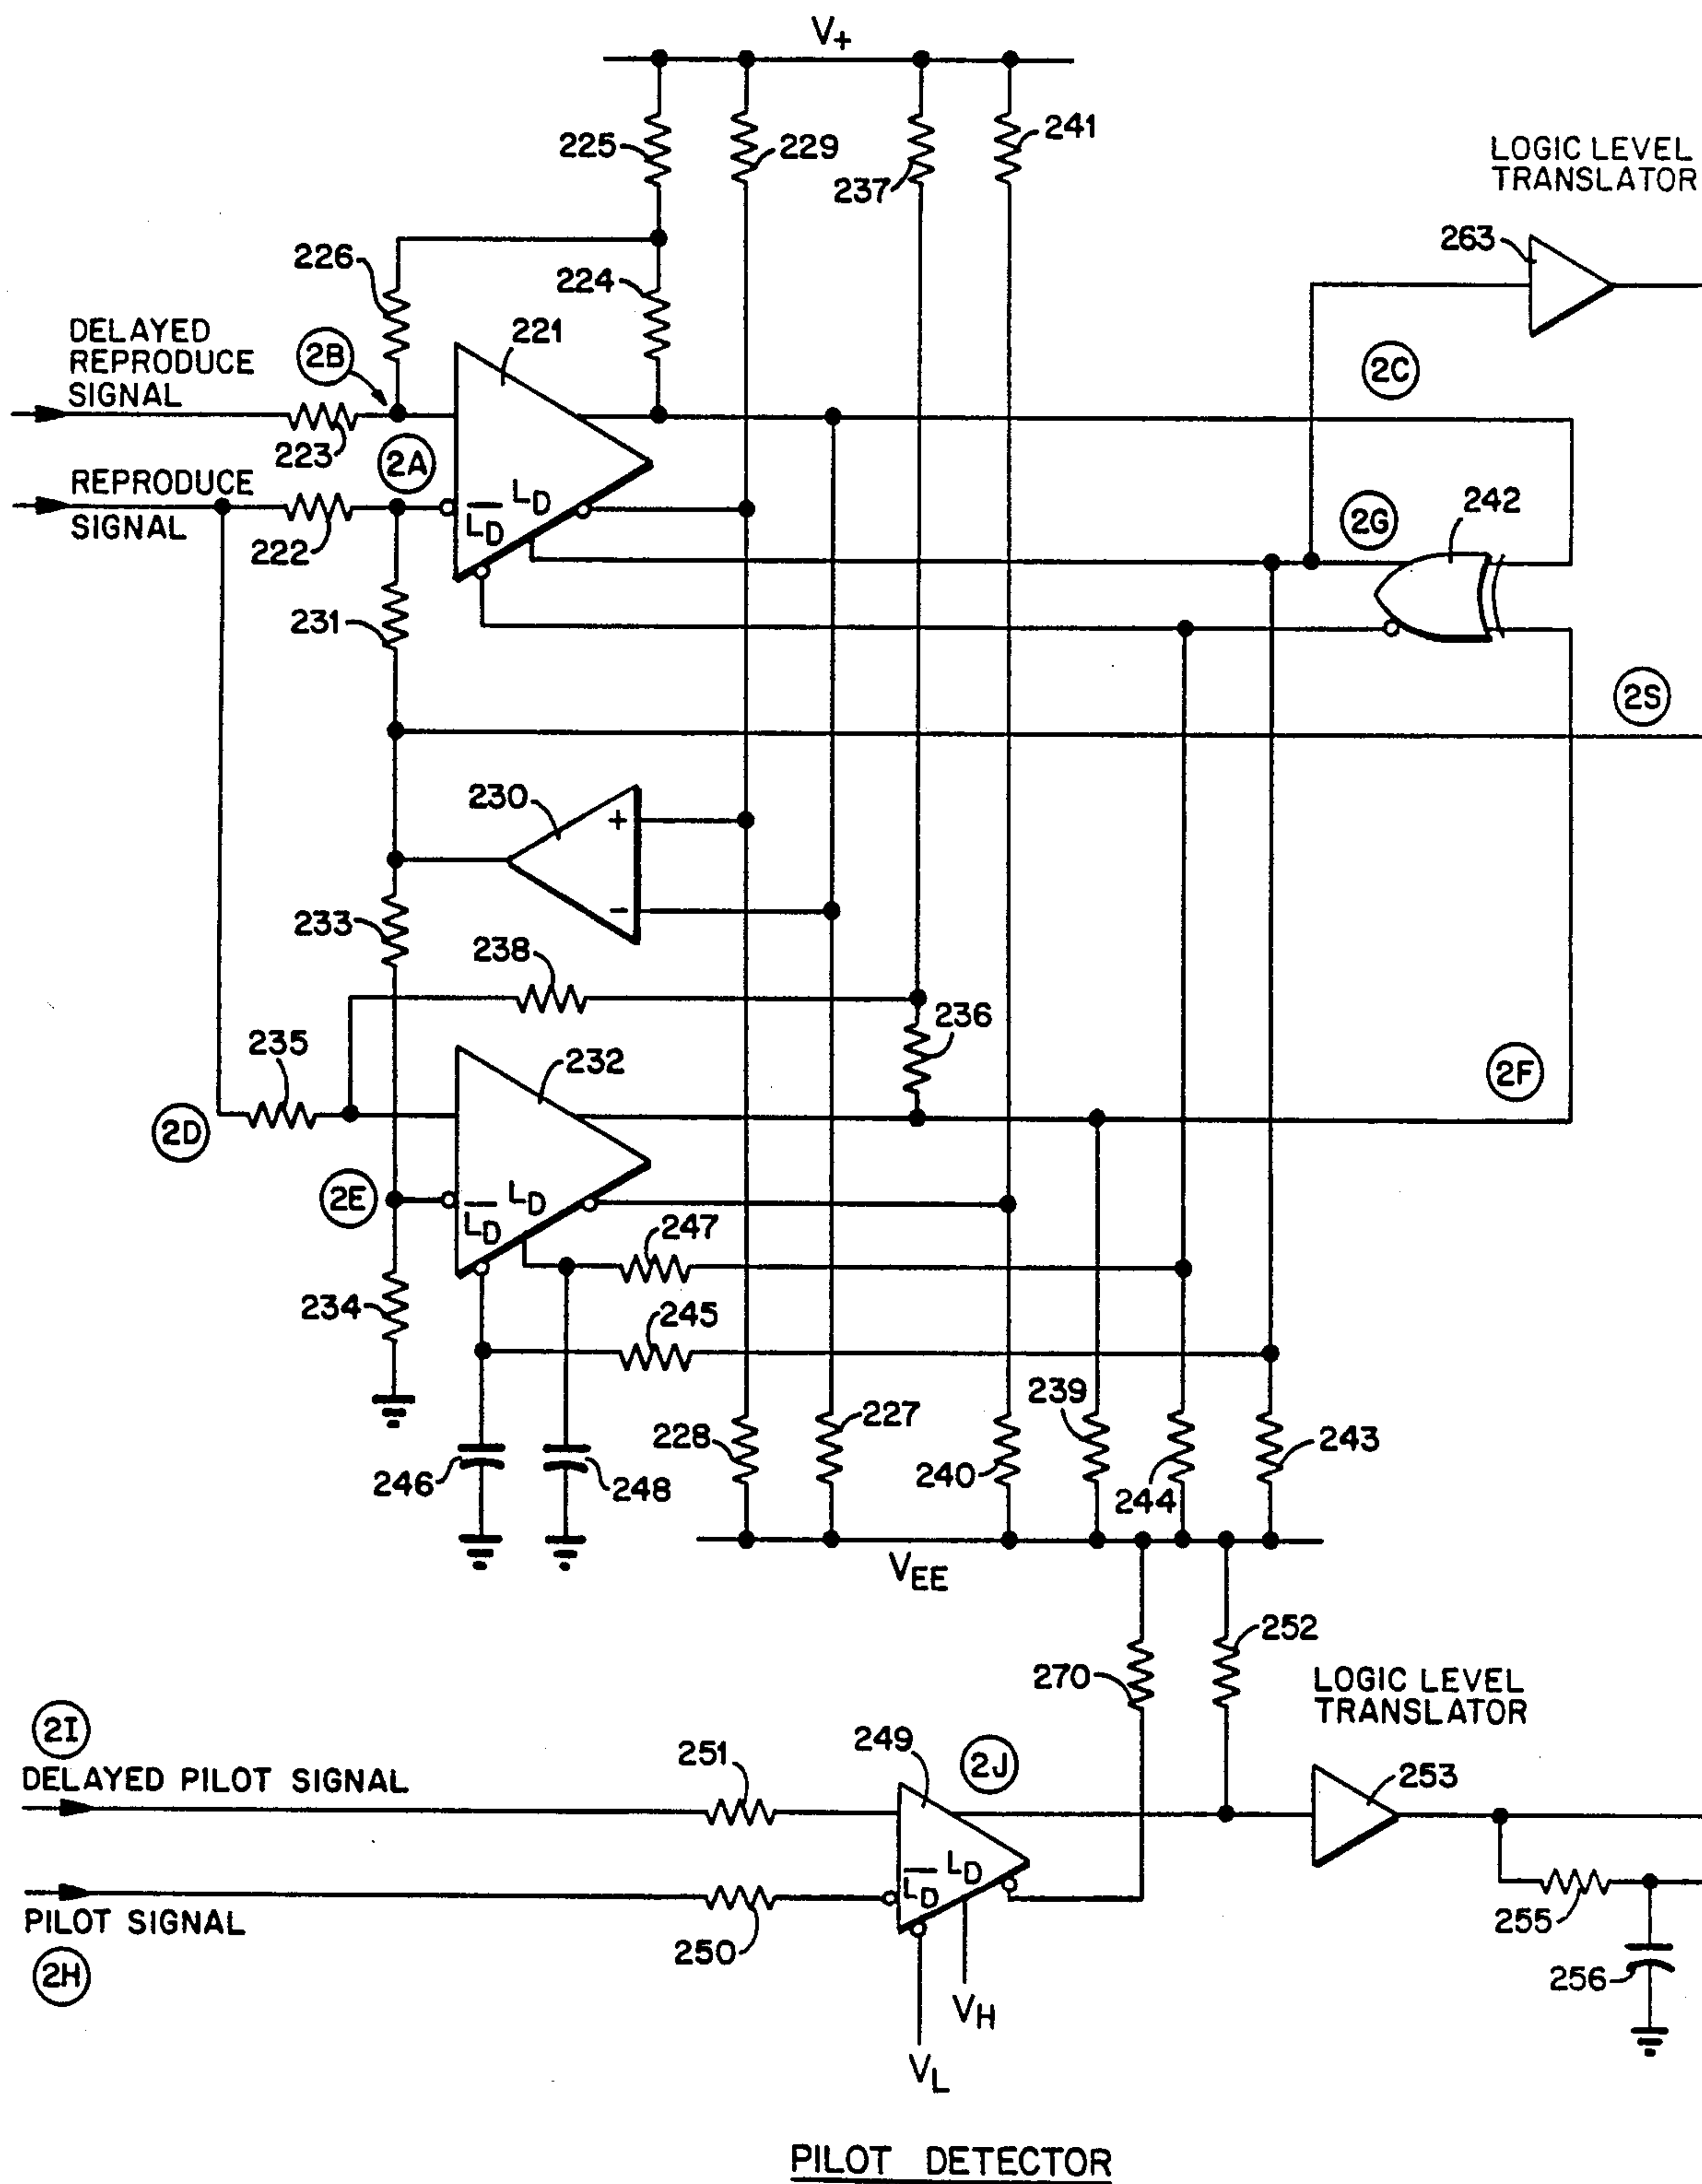 V+
225
229
237
241
LOGIC LEVEL
TRANSLATOR
263
226
224
221
DELAYED
REPRODUCE
SIGNAL
2B
2C
223
2A
REPRODUCE
SIGNAL
LD
LD
2G
242
222
231
2S
230
+
-
233
238
236
235
232
2F
2D
2E
LD
LD
247
245
234
239
227
228
240
244
243
246
248
VEE
252
270
LOGIC LEVEL
TRANSLATOR
2I
DELAYED PILOT SIGNAL
251
249
2J
253
LD
LD
PILOT SIGNAL
250
255
2H
256
VH
VL
PILOT DETECTOR